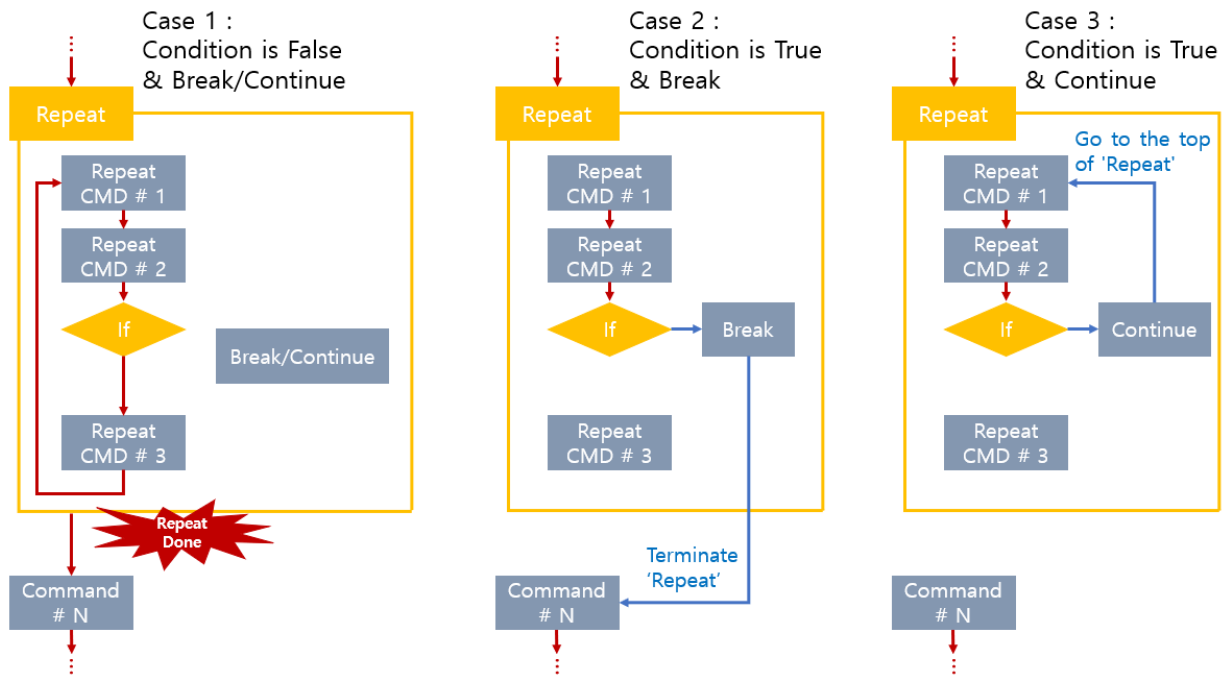 Case 1 :
Condition is False
& Break/Continue
Repeat
Repeat
CMD # 1
Repeat
CMD # 2
If
Break/Continue
Repeat
CMD # 3
Repeat
Done
Command
# N
Case 2 :
Condition is True
& Break
Repeat
Repeat
CMD # 1
Repeat
CMD # 2
If
Break
Repeat
CMD # 3
Terminate
‘Repeat’
Command
# N
Case 3 :
Condition is True
& Continue
Repeat
Go to the top
of 'Repeat'
Repeat
CMD # 1
Repeat
CMD # 2
If
Continue
Repeat
CMD # 3
Command
# N